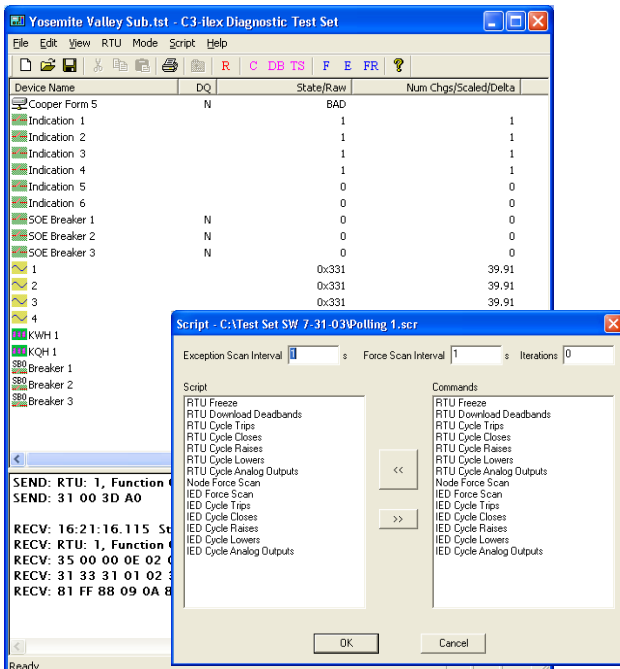 Yosemite Valley Sub.tst - C3-ilex Diagnostic Test Set
File Edit View RTU Mode Script Help
R C DB TS F E FR ?
Device Name DQ State/Raw Num Chgs/Scaled/Delta
Cooper Form 5 N BAD
Indication 1 1 1
Indication 2 1 1
Indication 3 1 1
Indication 4 1 1
Indication 5 0 0
Indication 6 0 0
SOE Breaker 1 N 0 0
SOE Breaker 2 N 0 0
SOE Breaker 3 N 0 0
1 0x331 39.91
2 0x331 39.91
3 0x331 39.91
4
KWH 1
KQH 1
SBO Breaker 1
SBO Breaker 2
SBO Breaker 3
SEND: RTU: 1, Function
SEND: 31 00 3D A0
RECV: 16:21:16.115 St
RECV: RTU: 1, Function
RECV: 35 00 00 0E 02
RECV: 31 33 31 01 02
RECV: 81 FF 88 09 0A 8
Ready
Script - C:\Test Set SW 7-31-03\Polling 1.scr
Exception Scan Interval 1 s Force Scan Interval 1 s Iterations 0
Script
RTU Freeze
RTU Download Deadbands
RTU Cycle Trips
RTU Cycle Closes
RTU Cycle Raises
RTU Cycle Lowers
RTU Cycle Analog Outputs
Node Force Scan
IED Force Scan
IED Cycle Trips
IED Cycle Closes
IED Cycle Raises
IED Cycle Lowers
IED Cycle Analog Outputs
<<
>>
Commands
RTU Freeze
RTU Download Deadbands
RTU Cycle Trips
RTU Cycle Closes
RTU Cycle Raises
RTU Cycle Lowers
RTU Cycle Analog Outputs
Node Force Scan
IED Force Scan
IED Cycle Trips
IED Cycle Closes
IED Cycle Raises
IED Cycle Lowers
IED Cycle Analog Outputs
OK Cancel